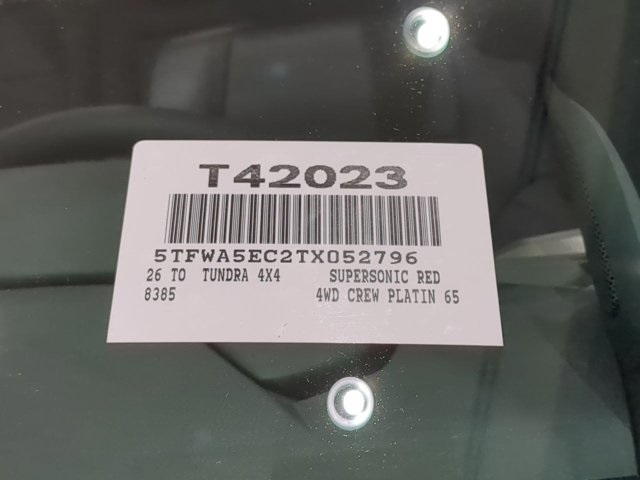 T42023
5TFWA5EC2TX052796
26 TO TUNDRA 4X4 SUPERSONIC RED
8385 4WD CREW PLATIN 65